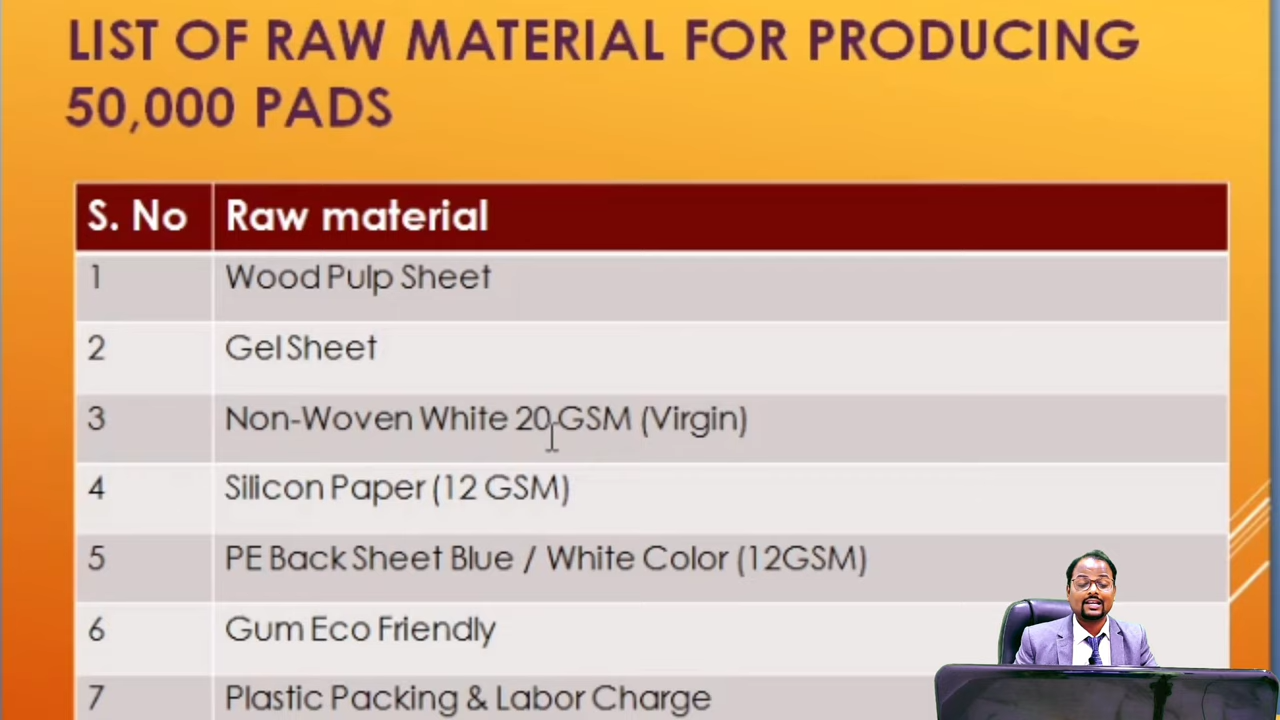 LIST OF RAW MATERIAL FOR PRODUCING
50,000 PADS
S. No Raw material
1 Wood Pulp Sheet
2 Gel Sheet
3 Non-Woven White 20 GSM (Virgin)
4 Silicon Paper (12 GSM)
5 PE Back Sheet Blue / White Color (12GSM)
6 Gum Eco Friendly
7 Plastic Packing & Labor Charge